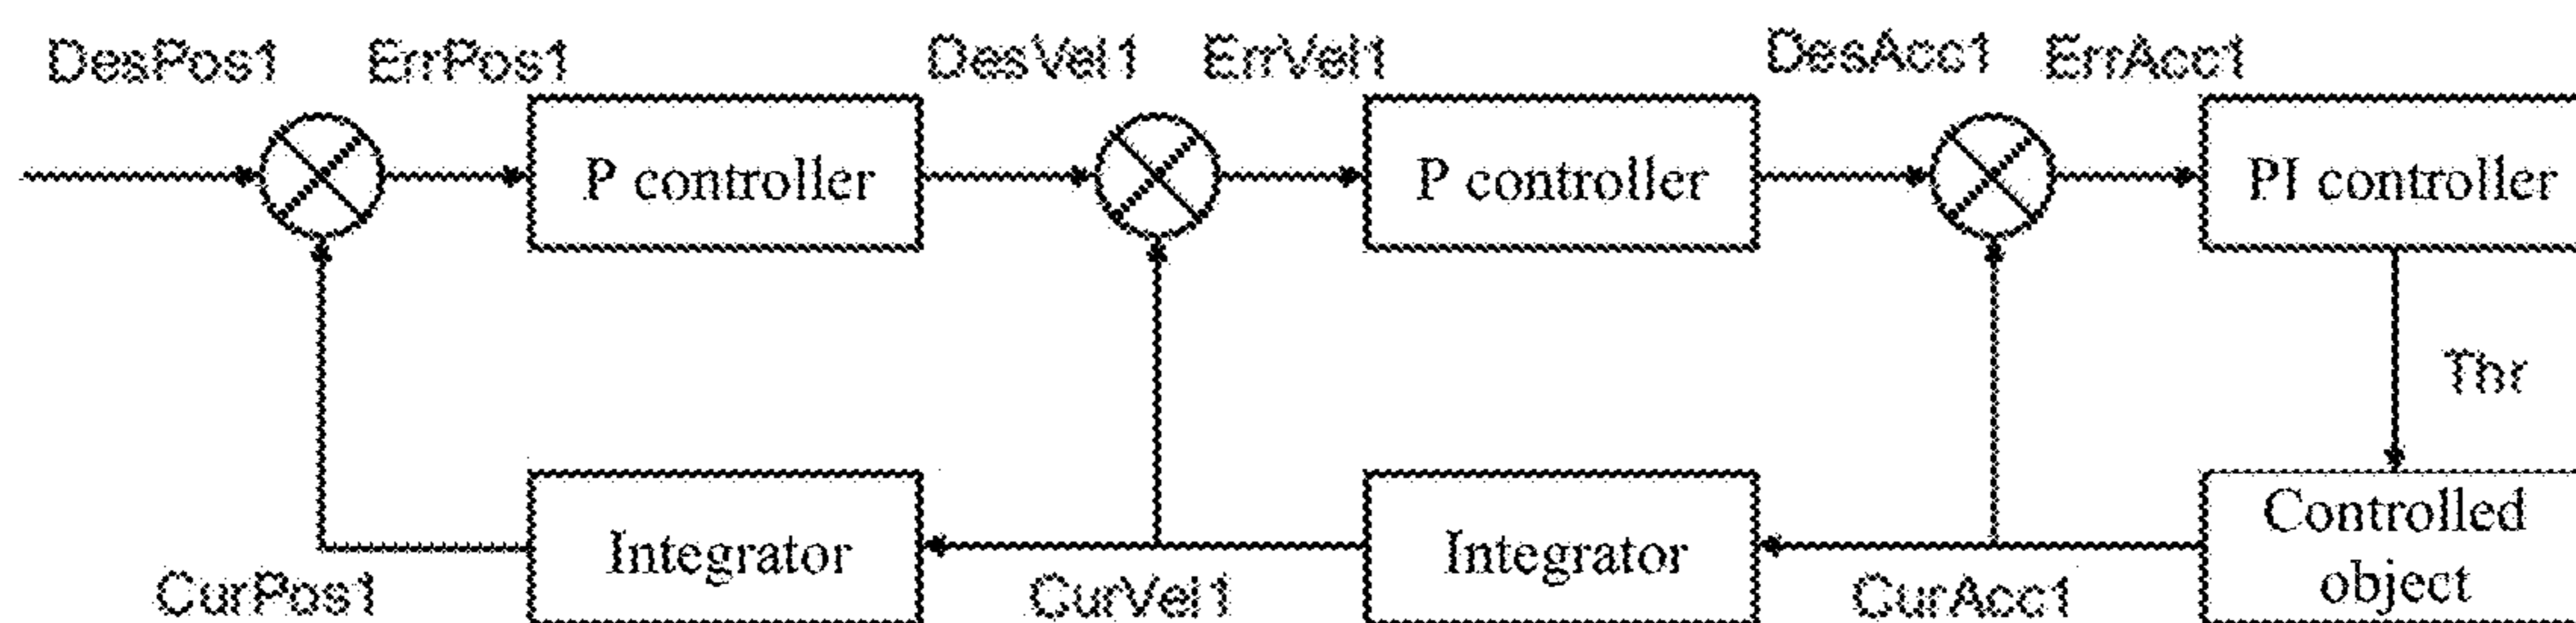 DesPos1 ErrPos1 DesVel1 ErrVel1 DesAcc1 ErrAcc1
P controller P controller PI controller
Thr
Integrator Integrator Controlled
object
CurPos1 CurVel1 CurAcc1